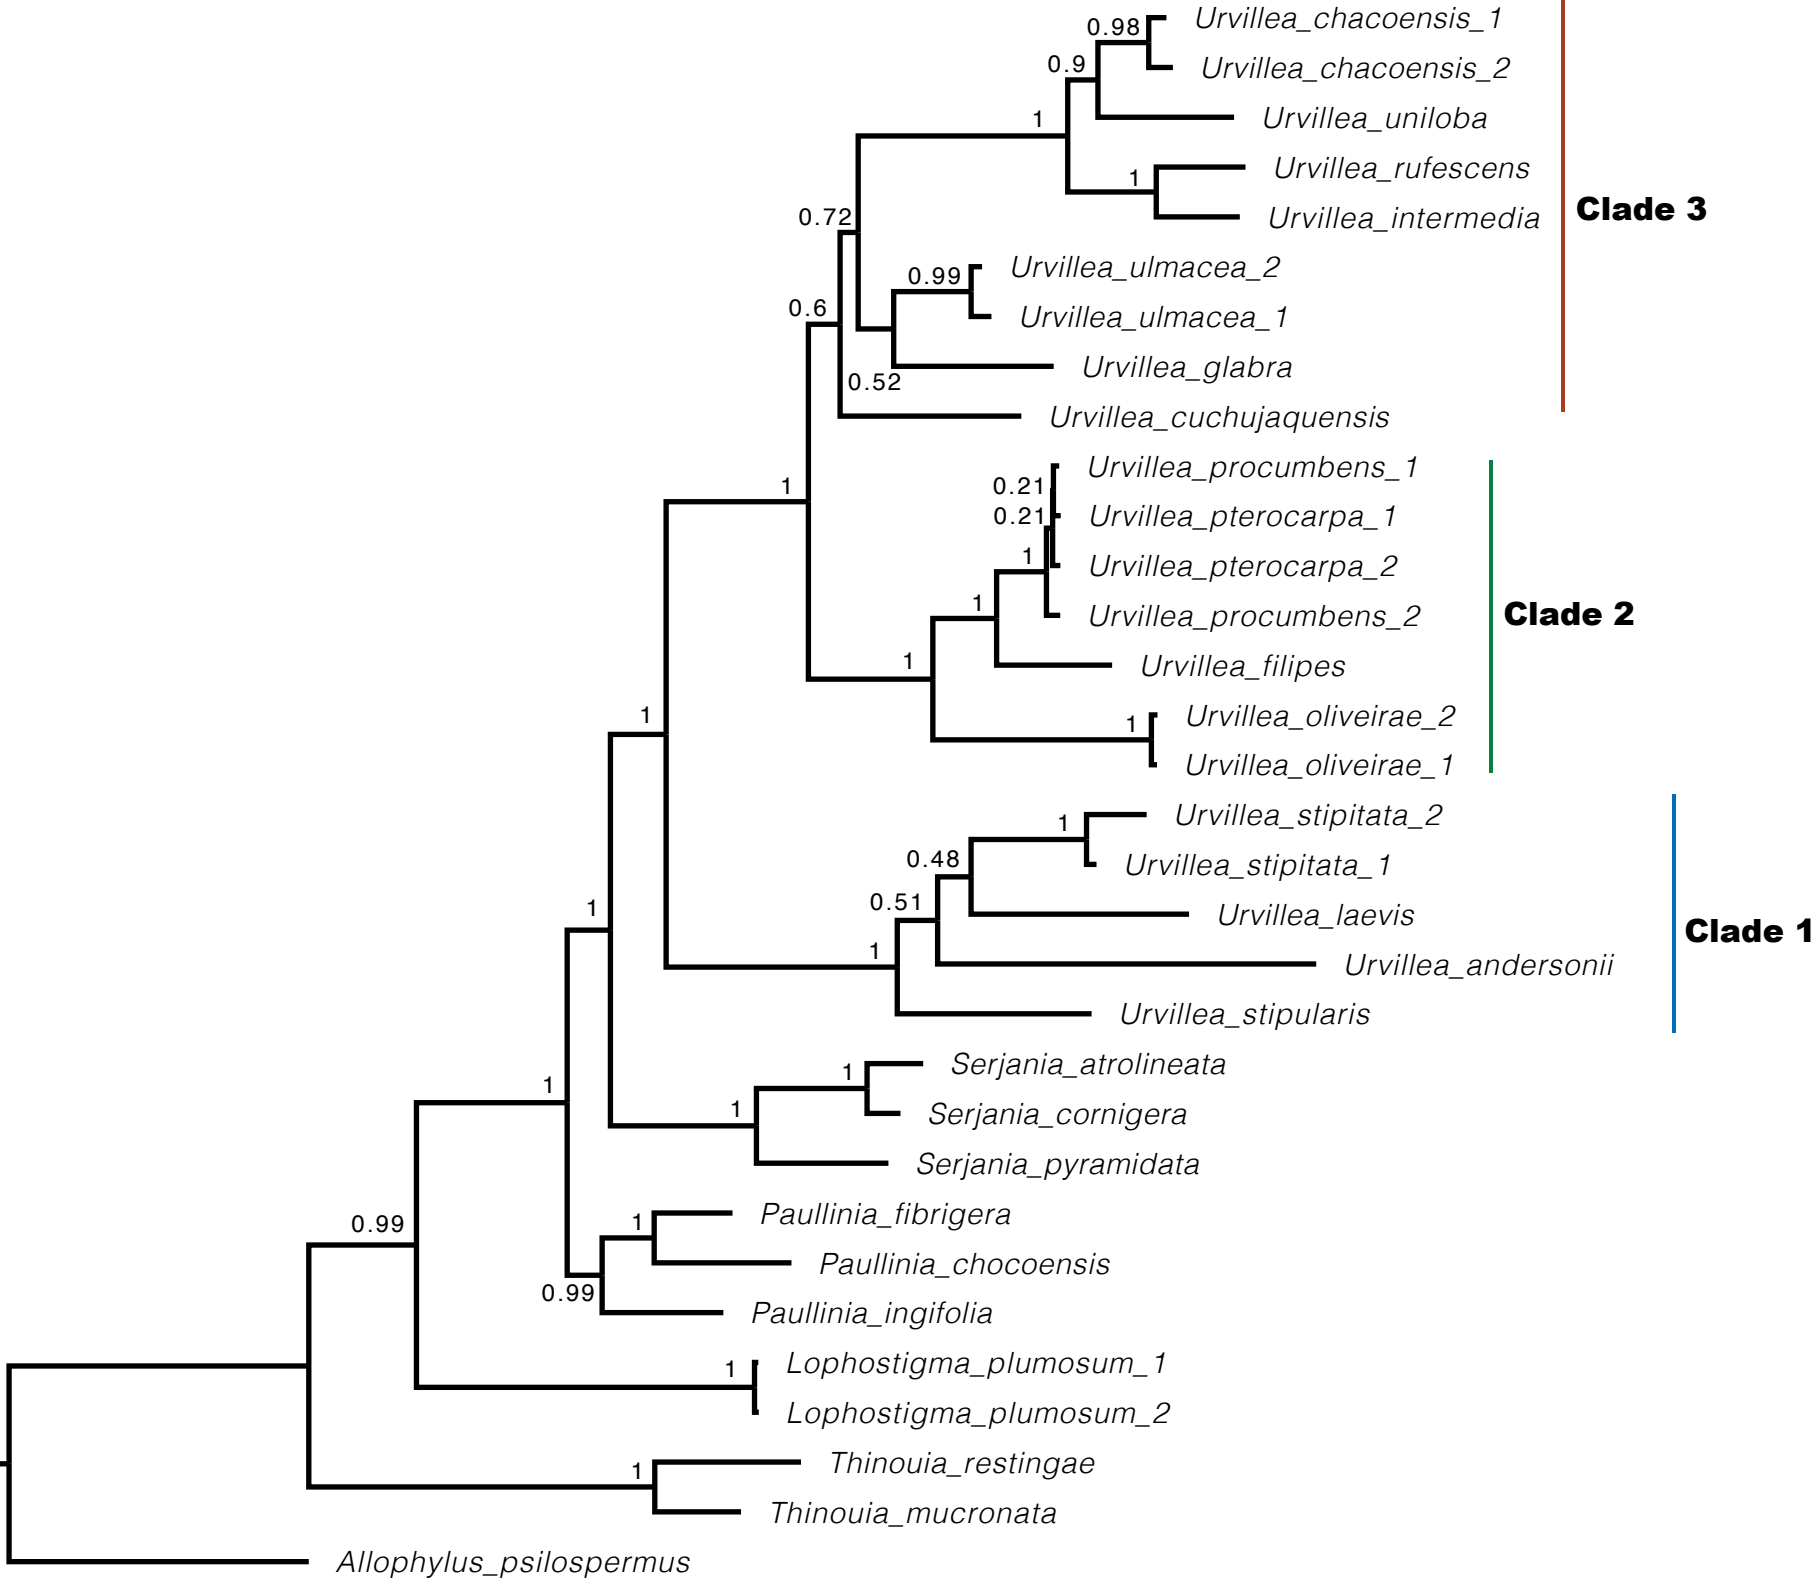 Urvillea_chacoensis_1
0.98
0.9
Urvillea_chacoensis_2
1
Urvillea_uniloba
Urvillea_rufescens
1
Urvillea_intermedia
Clade 3
0.72
Urvillea_ulmacea_2
0.99
0.6
Urvillea_ulmacea_1
Urvillea_glabra
0.52
Urvillea_cuchujaquensis
Urvillea_procumbens_1
1
0.21
0.21
Urvillea_pterocarpa_1
1
Urvillea_pterocarpa_2
1
Urvillea_procumbens_2
Clade 2
1
Urvillea_filipes
1
Urvillea_oliveirae_2
1
Urvillea_oliveirae_1
1
Urvillea_stipitata_2
0.48
Urvillea_stipitata_1
0.51
1
Urvillea_laevis
Clade 1
1
Urvillea_andersonii
Urvillea_stipularis
1
Serjania_atrolineata
1
1
Serjania_cornigera
Serjania_pyramidata
0.99
1
Paullinia_fibrigera
Paullinia_chocoensis
0.99
Paullinia_ingifolia
1
Lophostigma_plumosum_1
Lophostigma_plumosum_2
1
Thinouia_restingae
Thinouia_mucronata
Allophylus_psilospermus